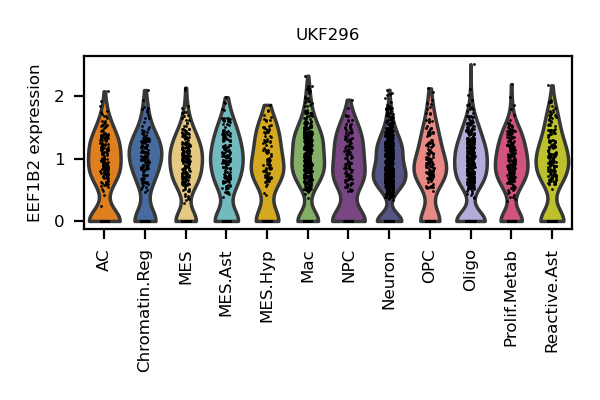 UKF296
EEF1B2 expression
2
1
0
AC
Chromatin.Reg
MES
MES.Ast
MES.Hyp
Mac
NPC
Neuron
OPC
Oligo
Prolif.Metab
Reactive.Ast